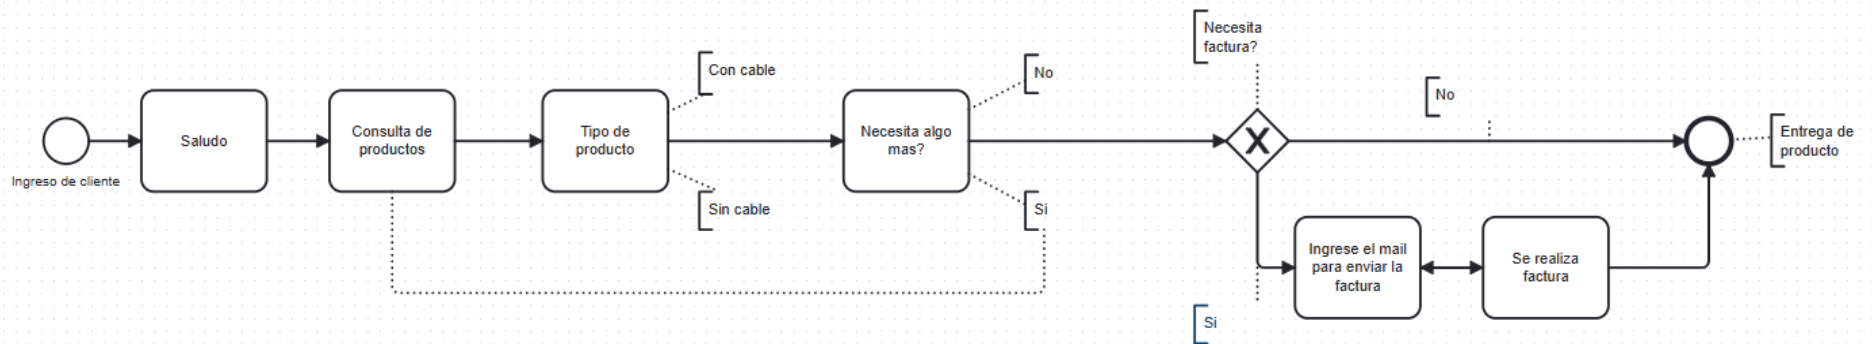 Ingreso de cliente
Saludo
Consulta de
productos
Tipo de
producto
Con cable
Sin cable
Necesita algo
mas?
No
Si
Necesita
factura?
No
Si
Ingrese el mail
para enviar la
factura
Se realiza
factura
Entrega de
producto